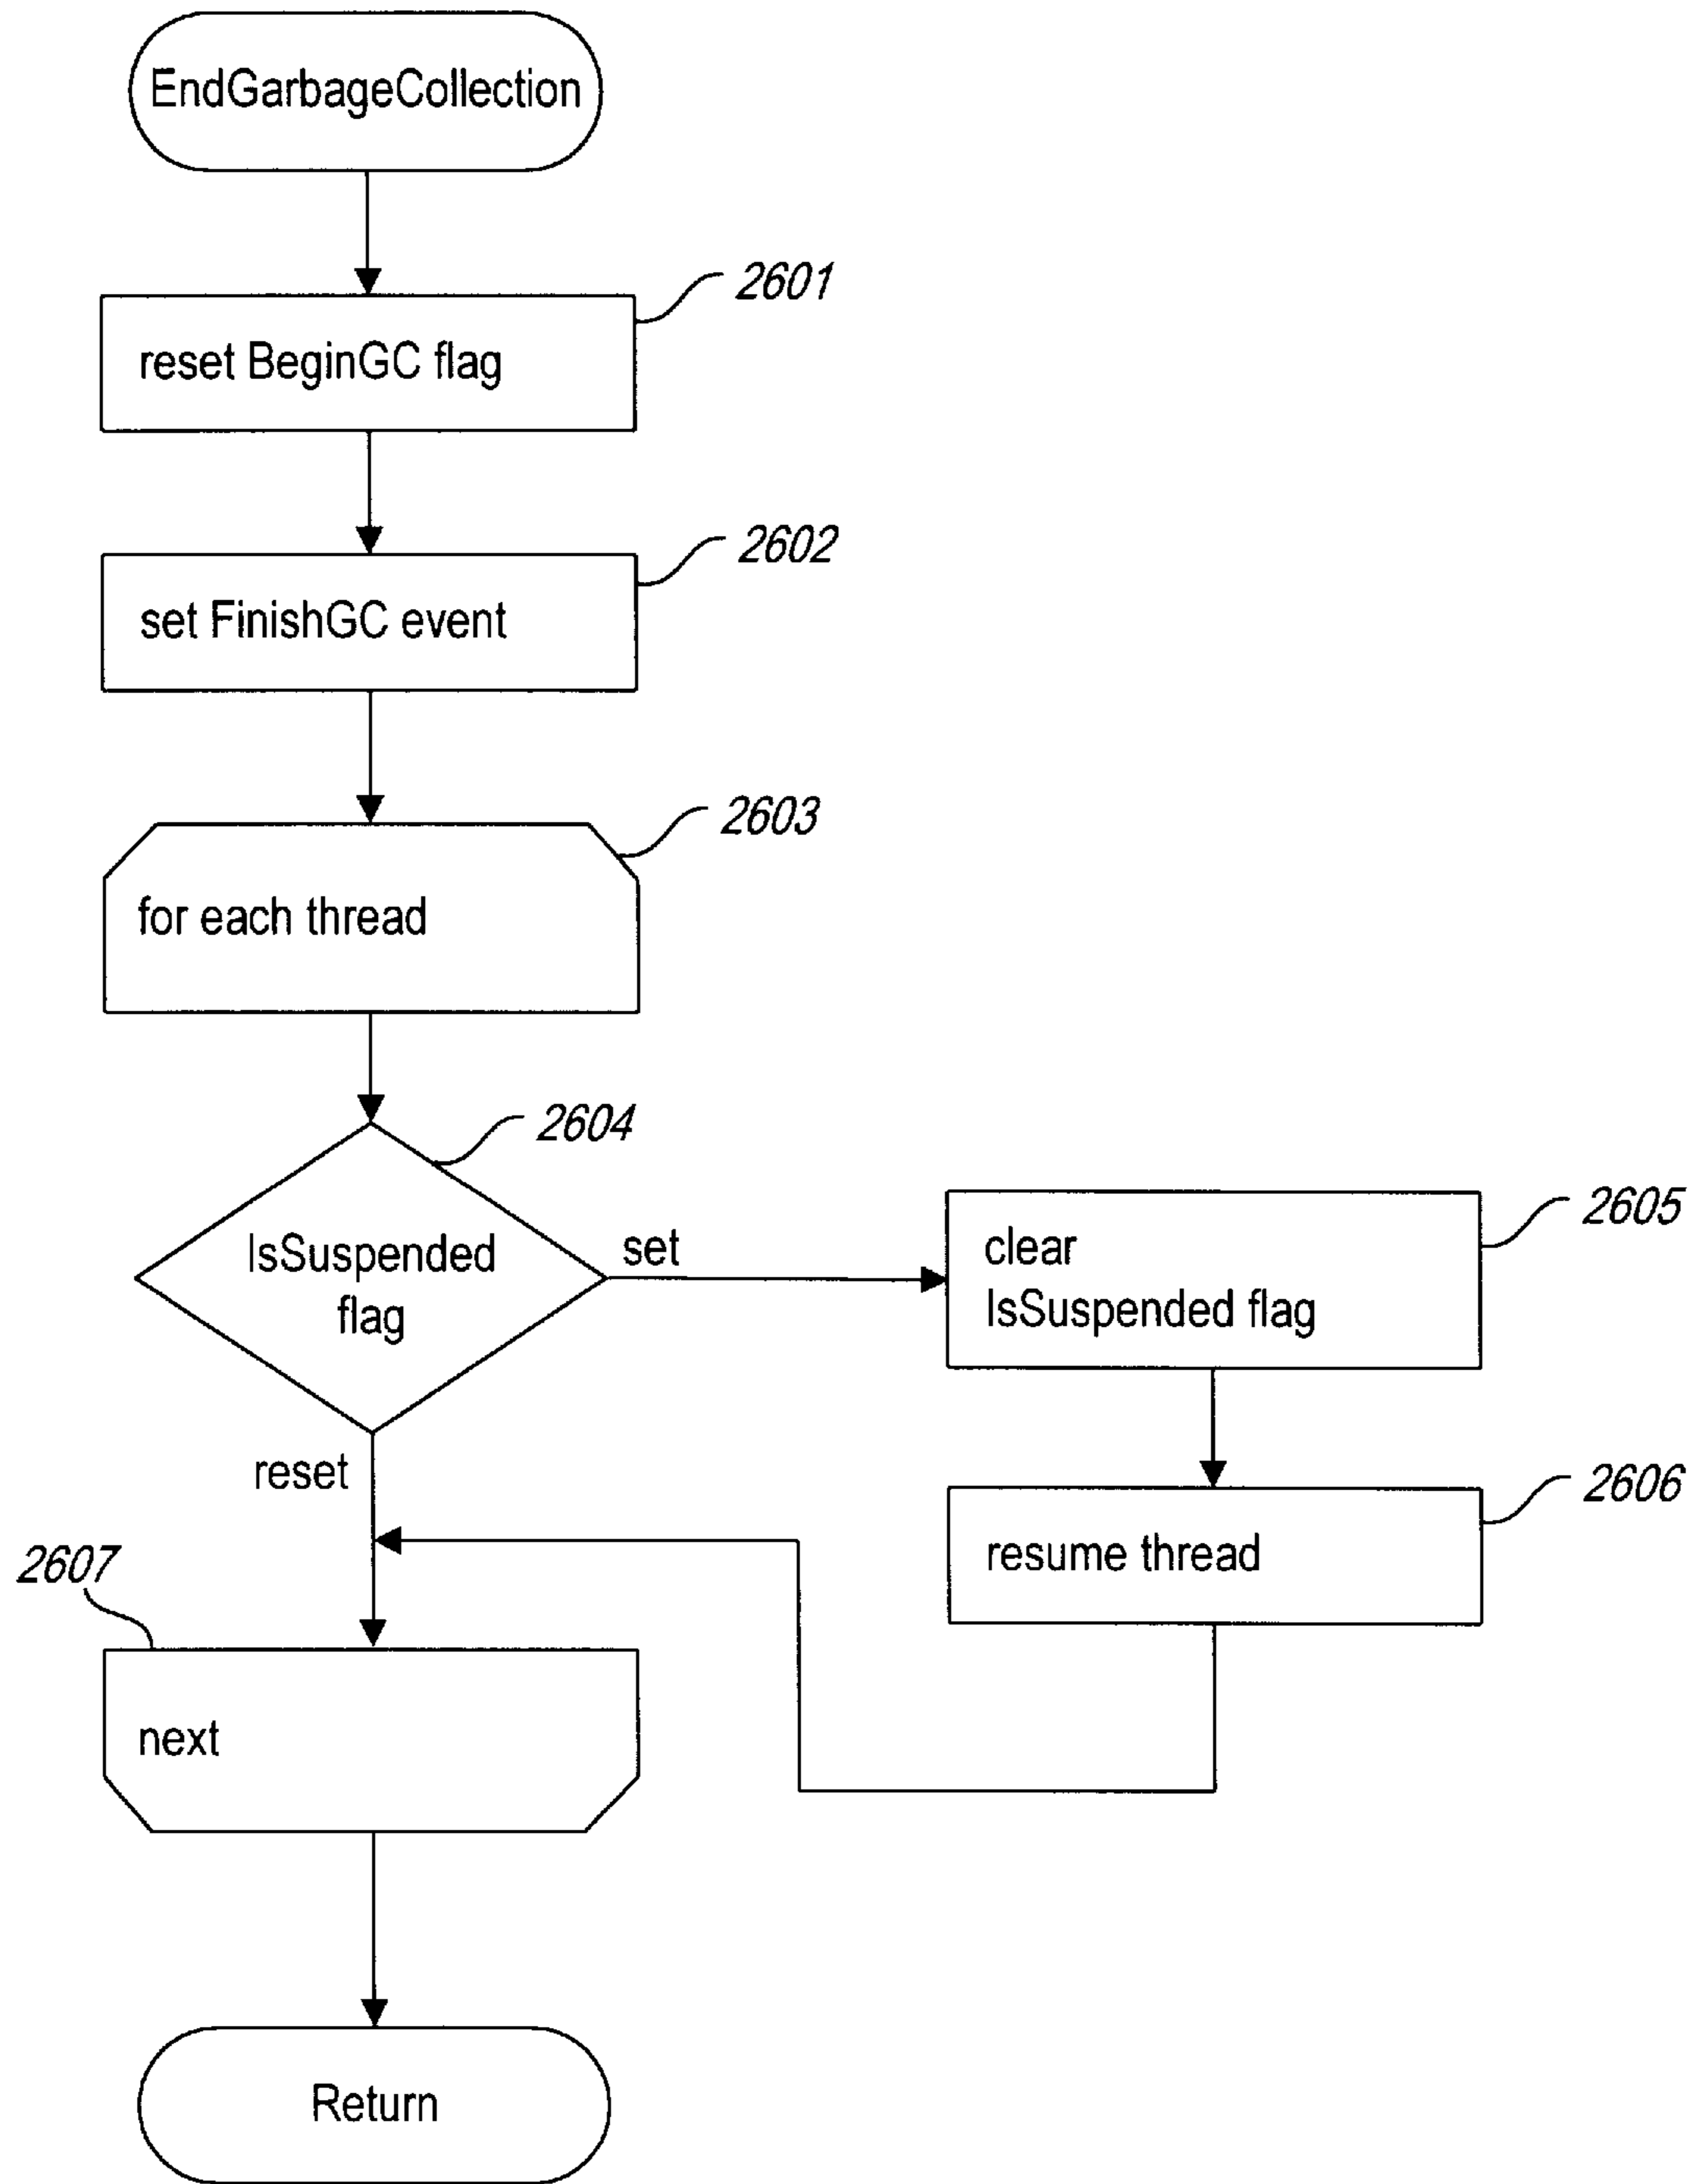 EndGarbageCollection
2601
reset BeginGC flag
2602
set FinishGC event
2603
for each thread
2604
IsSuspended
flag
set
2605
clear
IsSuspended flag
reset
2606
resume thread
2607
next
Return